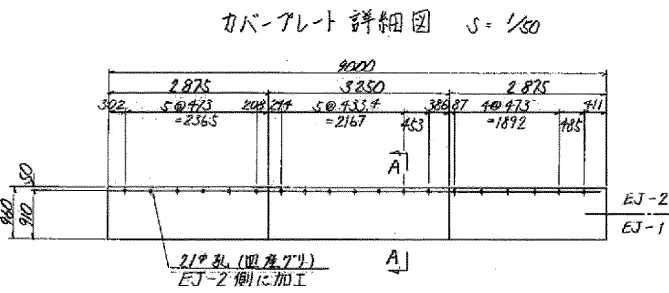 カバープレート詳細図 S=1/50
9000
2875 3250 2875
302 5@473 208 244 5@433.4 386 87 4@473 411
=2365 =2167 453 =1892 485
A
50
960 910
EJ-2
EJ-1
21φ孔 (皿座グリ)
EJ-2側に加工
A